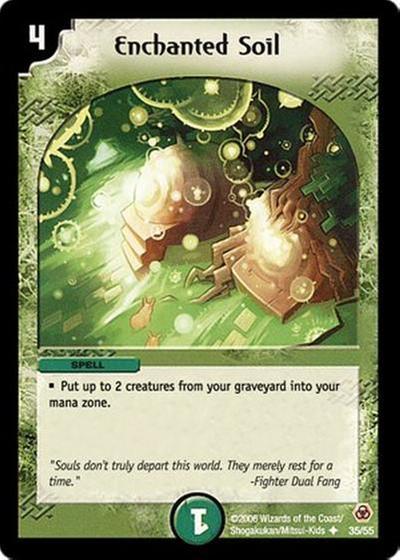 4
Enchanted Soil
SPELL
▪ Put up to 2 creatures from your graveyard into your
mana zone.
"Souls don't truly depart this world. They merely rest for a
time." -Fighter Dual Fang
1
©2006 Wizards of the Coast/
Shogakukan/Mitsui-Kids ✦ 35/55